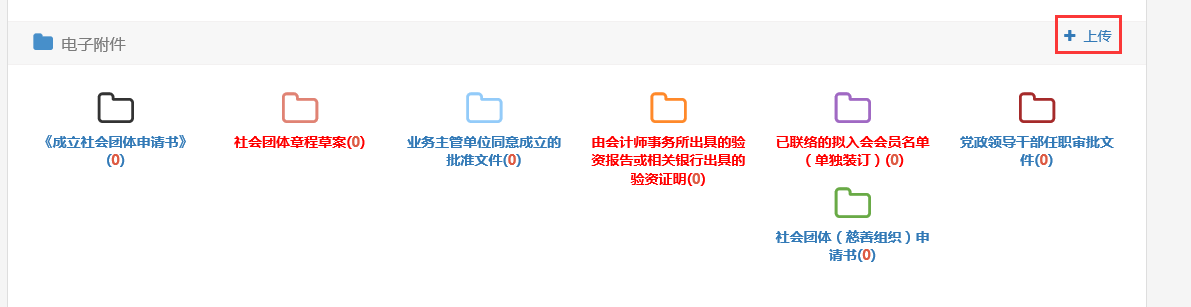 电子附件
上传
《成立社会团体申请书》
(0)
社会团体章程草案(0)
业务主管单位同意成立的
批准文件(0)
由会计师事务所出具的验
资报告或相关银行出具的
验资证明(0)
已联络的拟入会会员名单
（单独装订）(0)
党政领导干部任职审批文
件(0)
社会团体（慈善组织）申
请书(0)